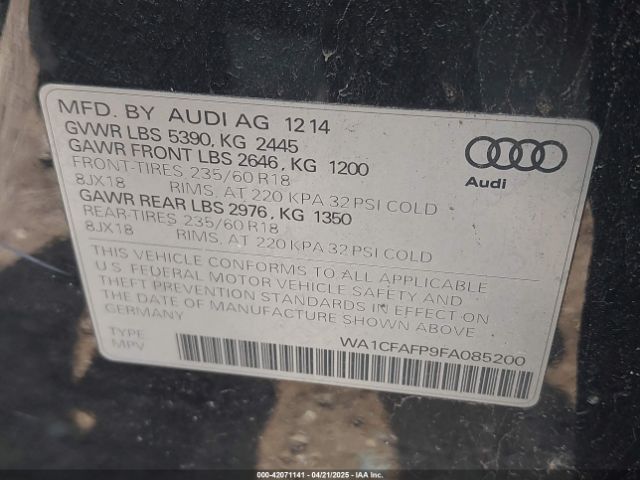 MFD. BY AUDI AG 12 14
GVWR LBS 5390, KG 2445
GAWR FRONT LBS 2646, KG 1200
FRONT-TIRES, 235/60 R18
8JX18 RIMS, AT 220 KPA 32 PSI COLD
GAWR REAR LBS 2976, KG 1350
REAR-TIRES, 235/60 R18
8JX18 RIMS, AT 220 KPA 32 PSI COLD
Audi
THIS VEHICLE CONFORMS TO ALL APPLICABLE
U.S. FEDERAL MOTOR VEHICLE SAFETY AND
THEFT PREVENTION STANDARDS IN EFFECT ON
THE DATE OF MANUFACTURE SHOWN ABOVE
GERMANY
TYPE
MPV
WA1CFAFP9FA085200
000-42071141 - 04/21/2025 - IAAI.COM